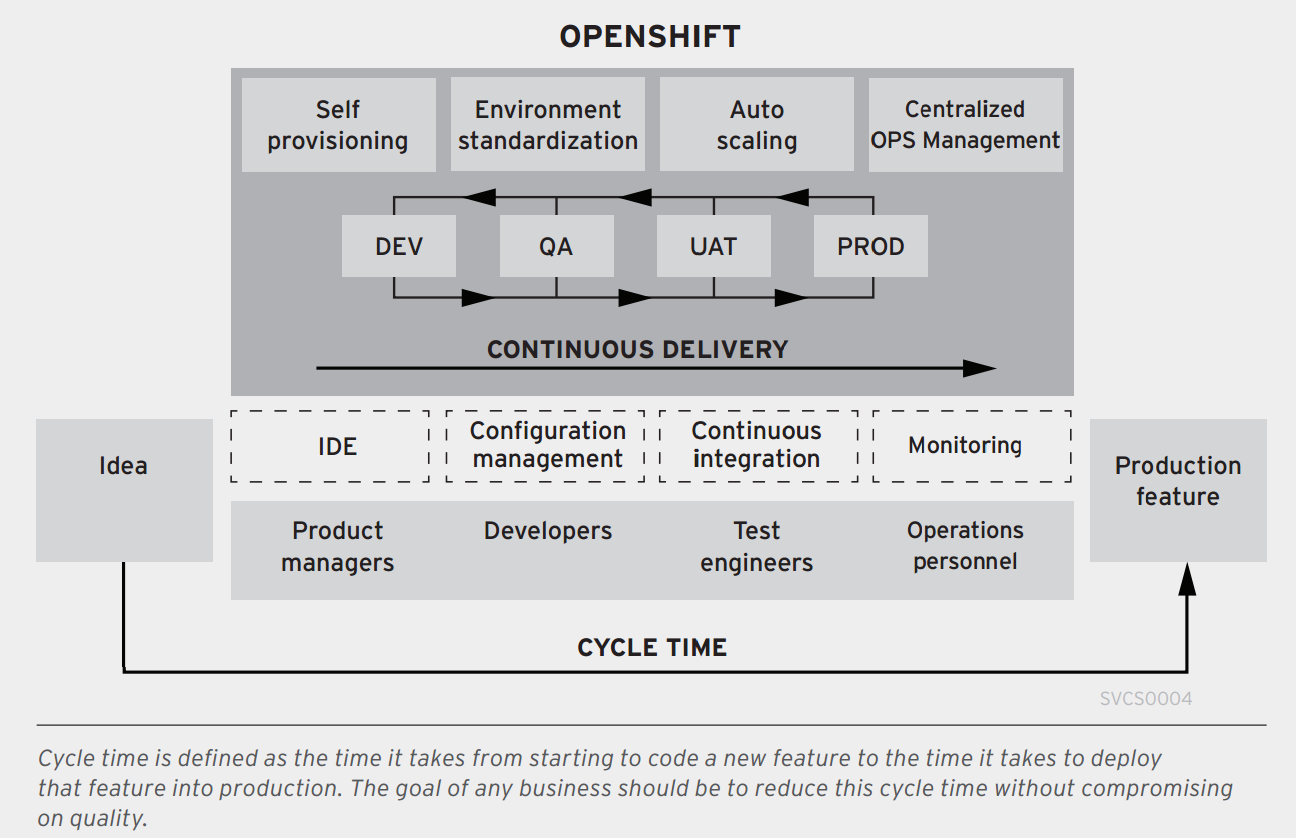 OPENSHIFT
Self
provisioning
Environment
standardization
Auto
scaling
Centralized
OPS Management
DEV
QA
UAT
PROD
CONTINUOUS DELIVERY
Idea
IDE
Configuration
management
Continuous
integration
Monitoring
Production
feature
Product
managers
Developers
Test
engineers
Operations
personnel
CYCLE TIME
SVCS0004
Cycle time is defined as the time it takes from starting to code a new feature to the time it takes to deploy
that feature into production. The goal of any business should be to reduce this cycle time without compromising
on quality.